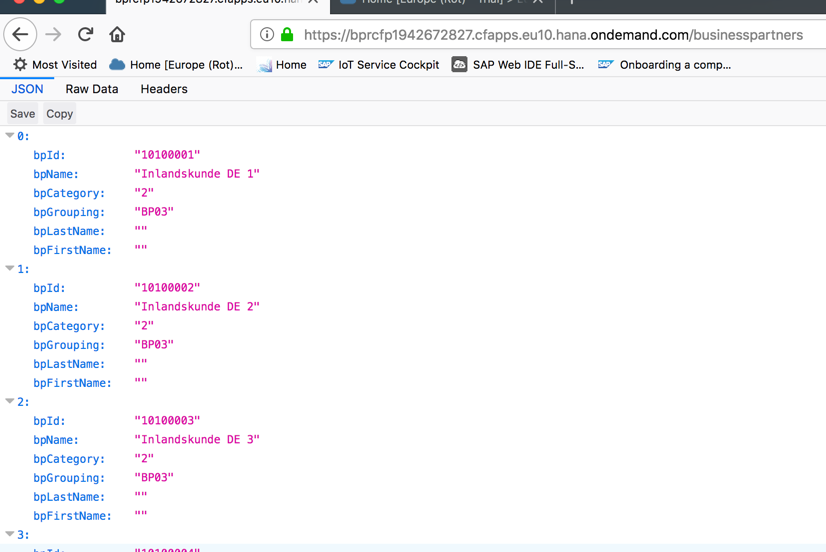 bprcfp1942672827.cfapps.eu10.hana
Home [Europe (Rot) – Trial]
https://bprcfp1942672827.cfapps.eu10.hana.ondemand.com/businesspartners
Most Visited Home [Europe (Rot)... Home IoT Service Cockpit SAP Web IDE Full-S... Onboarding a comp...
JSON Raw Data Headers
Save Copy
0:
bpId: "10100001"
bpName: "Inlandskunde DE 1"
bpCategory: "2"
bpGrouping: "BP03"
bpLastName: ""
bpFirstName: ""
1:
bpId: "10100002"
bpName: "Inlandskunde DE 2"
bpCategory: "2"
bpGrouping: "BP03"
bpLastName: ""
bpFirstName: ""
2:
bpId: "10100003"
bpName: "Inlandskunde DE 3"
bpCategory: "2"
bpGrouping: "BP03"
bpLastName: ""
bpFirstName: ""
3:
bpId: "10100004"